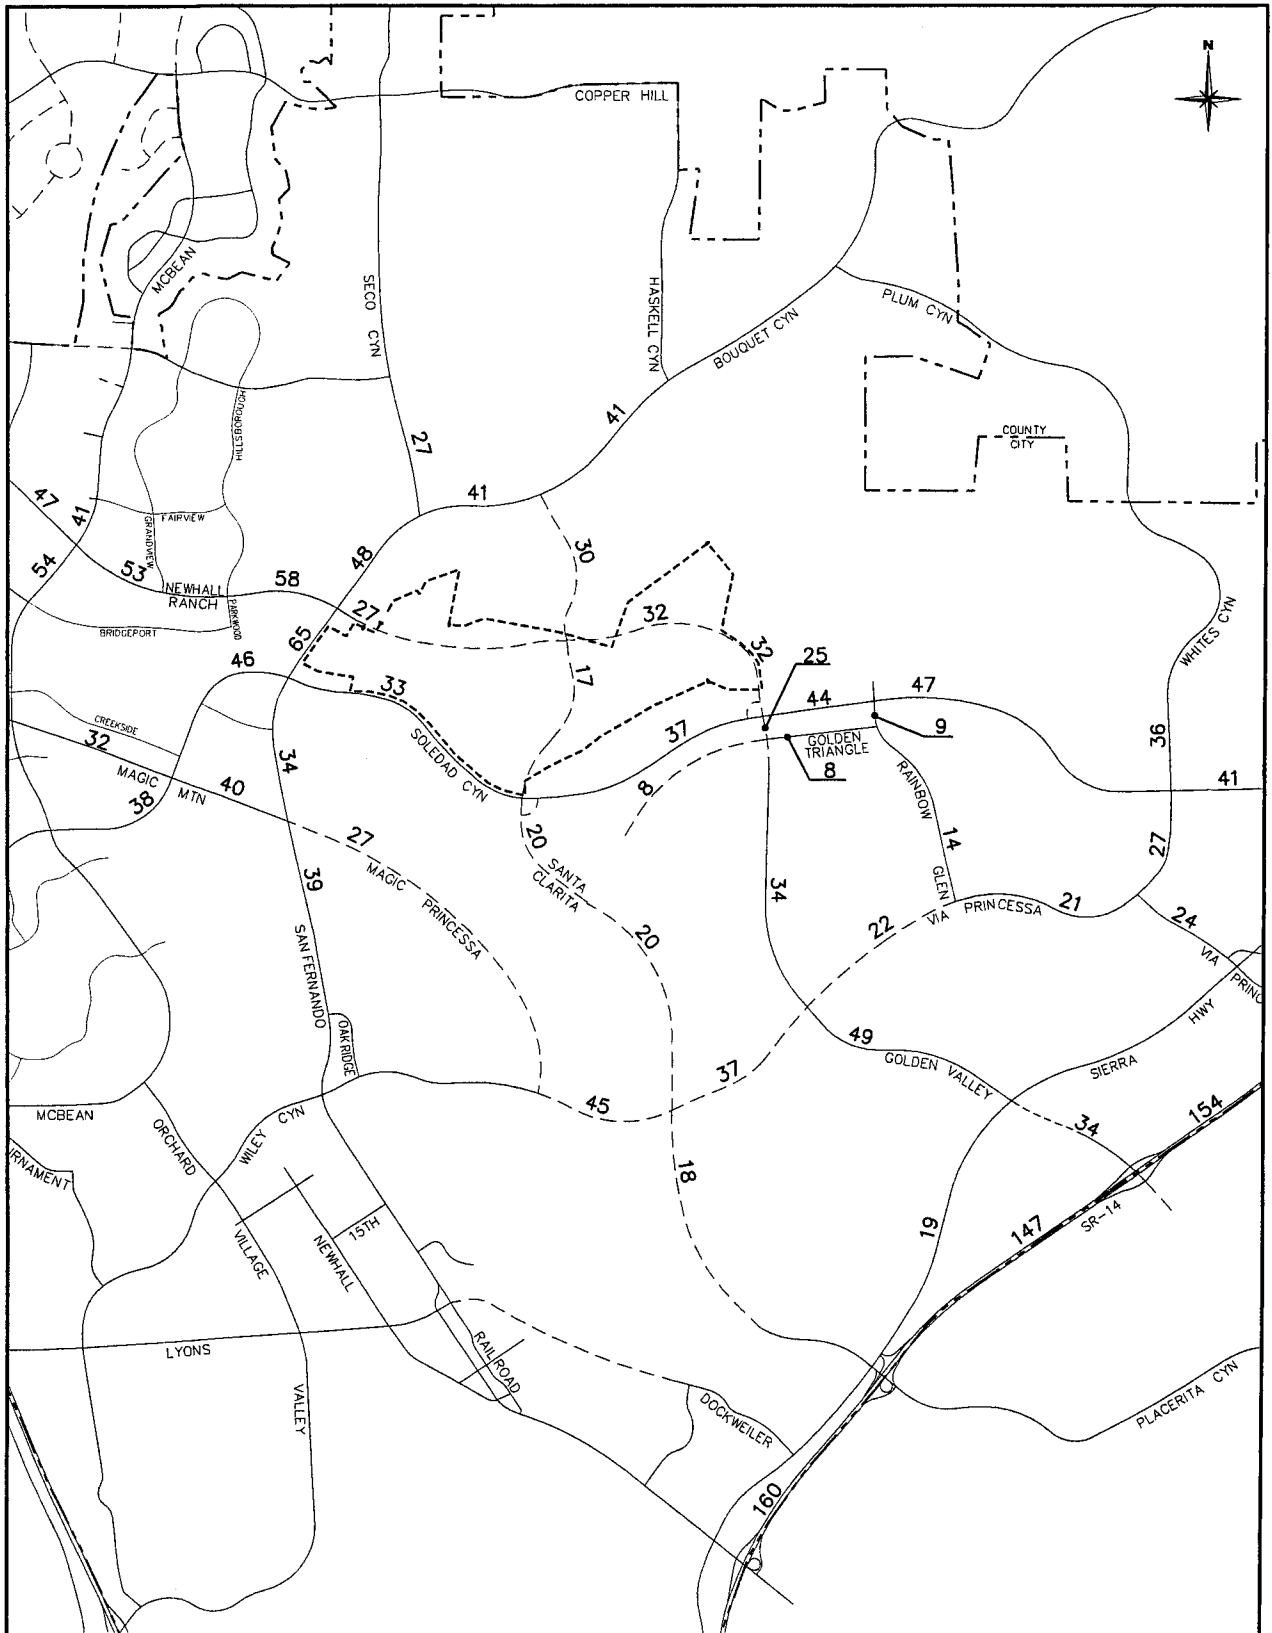 N
COPPER HILL
MCBEAN
SECO CYN
HASKELL CYN
BOUQUET CYN
PLUM CYN
HILLSBOROUGH
41
27
COUNTY
CITY
47
41
41
FAIRVIEW
GRANDVIEW
30
48
54
53
NEWHALL
RANCH
58
27
32
PARKWOOD
BRIDGEPORT
65
32
25
WHITES CYN
46
33
17
44
47
CREEKSIDE
32
37
9
36
34
SOLEDAD CYN
GOLDEN
TRIANGLE
8
MAGIC
MTN
40
8
RAINBOW
GLEN
41
38
27
20
14
27
MAGIC
PRINCESSA
39
SANTA
CLARITA
34
VIA PRINCESSA
21
22
24
20
VIA PRINC
SAN FERNANDO
HWY
OAKRIDGE
49
GOLDEN VALLEY
SIERRA
37
45
MCBEAN
WILEY CYN
154
34
ORCHARD
URNAMENT
18
15TH
19
147
SR-14
VILLAGE
NEWHALL
LYONS
RAILROAD
VALLEY
DOCKWEILER
PLACERITA CYN
160